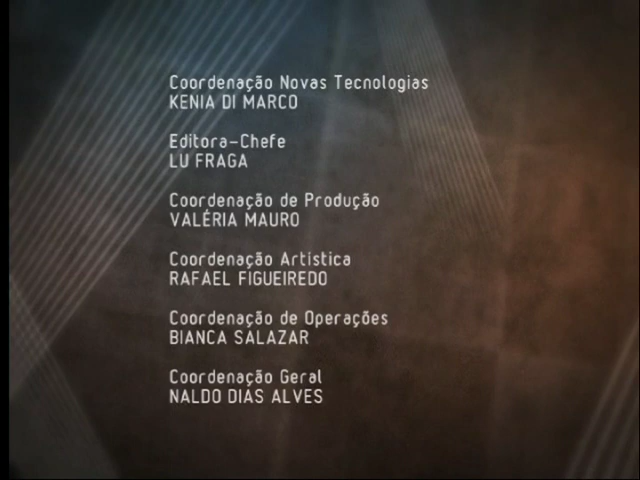 Coordenação Novas Tecnologias
KENIA DI MARCO
Editora-Chefe
LU FRAGA
Coordenação de Produção
VALÉRIA MAURO
Coordenação Artística
RAFAEL FIGUEIREDO
Coordenação de Operações
BIANCA SALAZAR
Coordenação Geral
NALDO DIAS ALVES